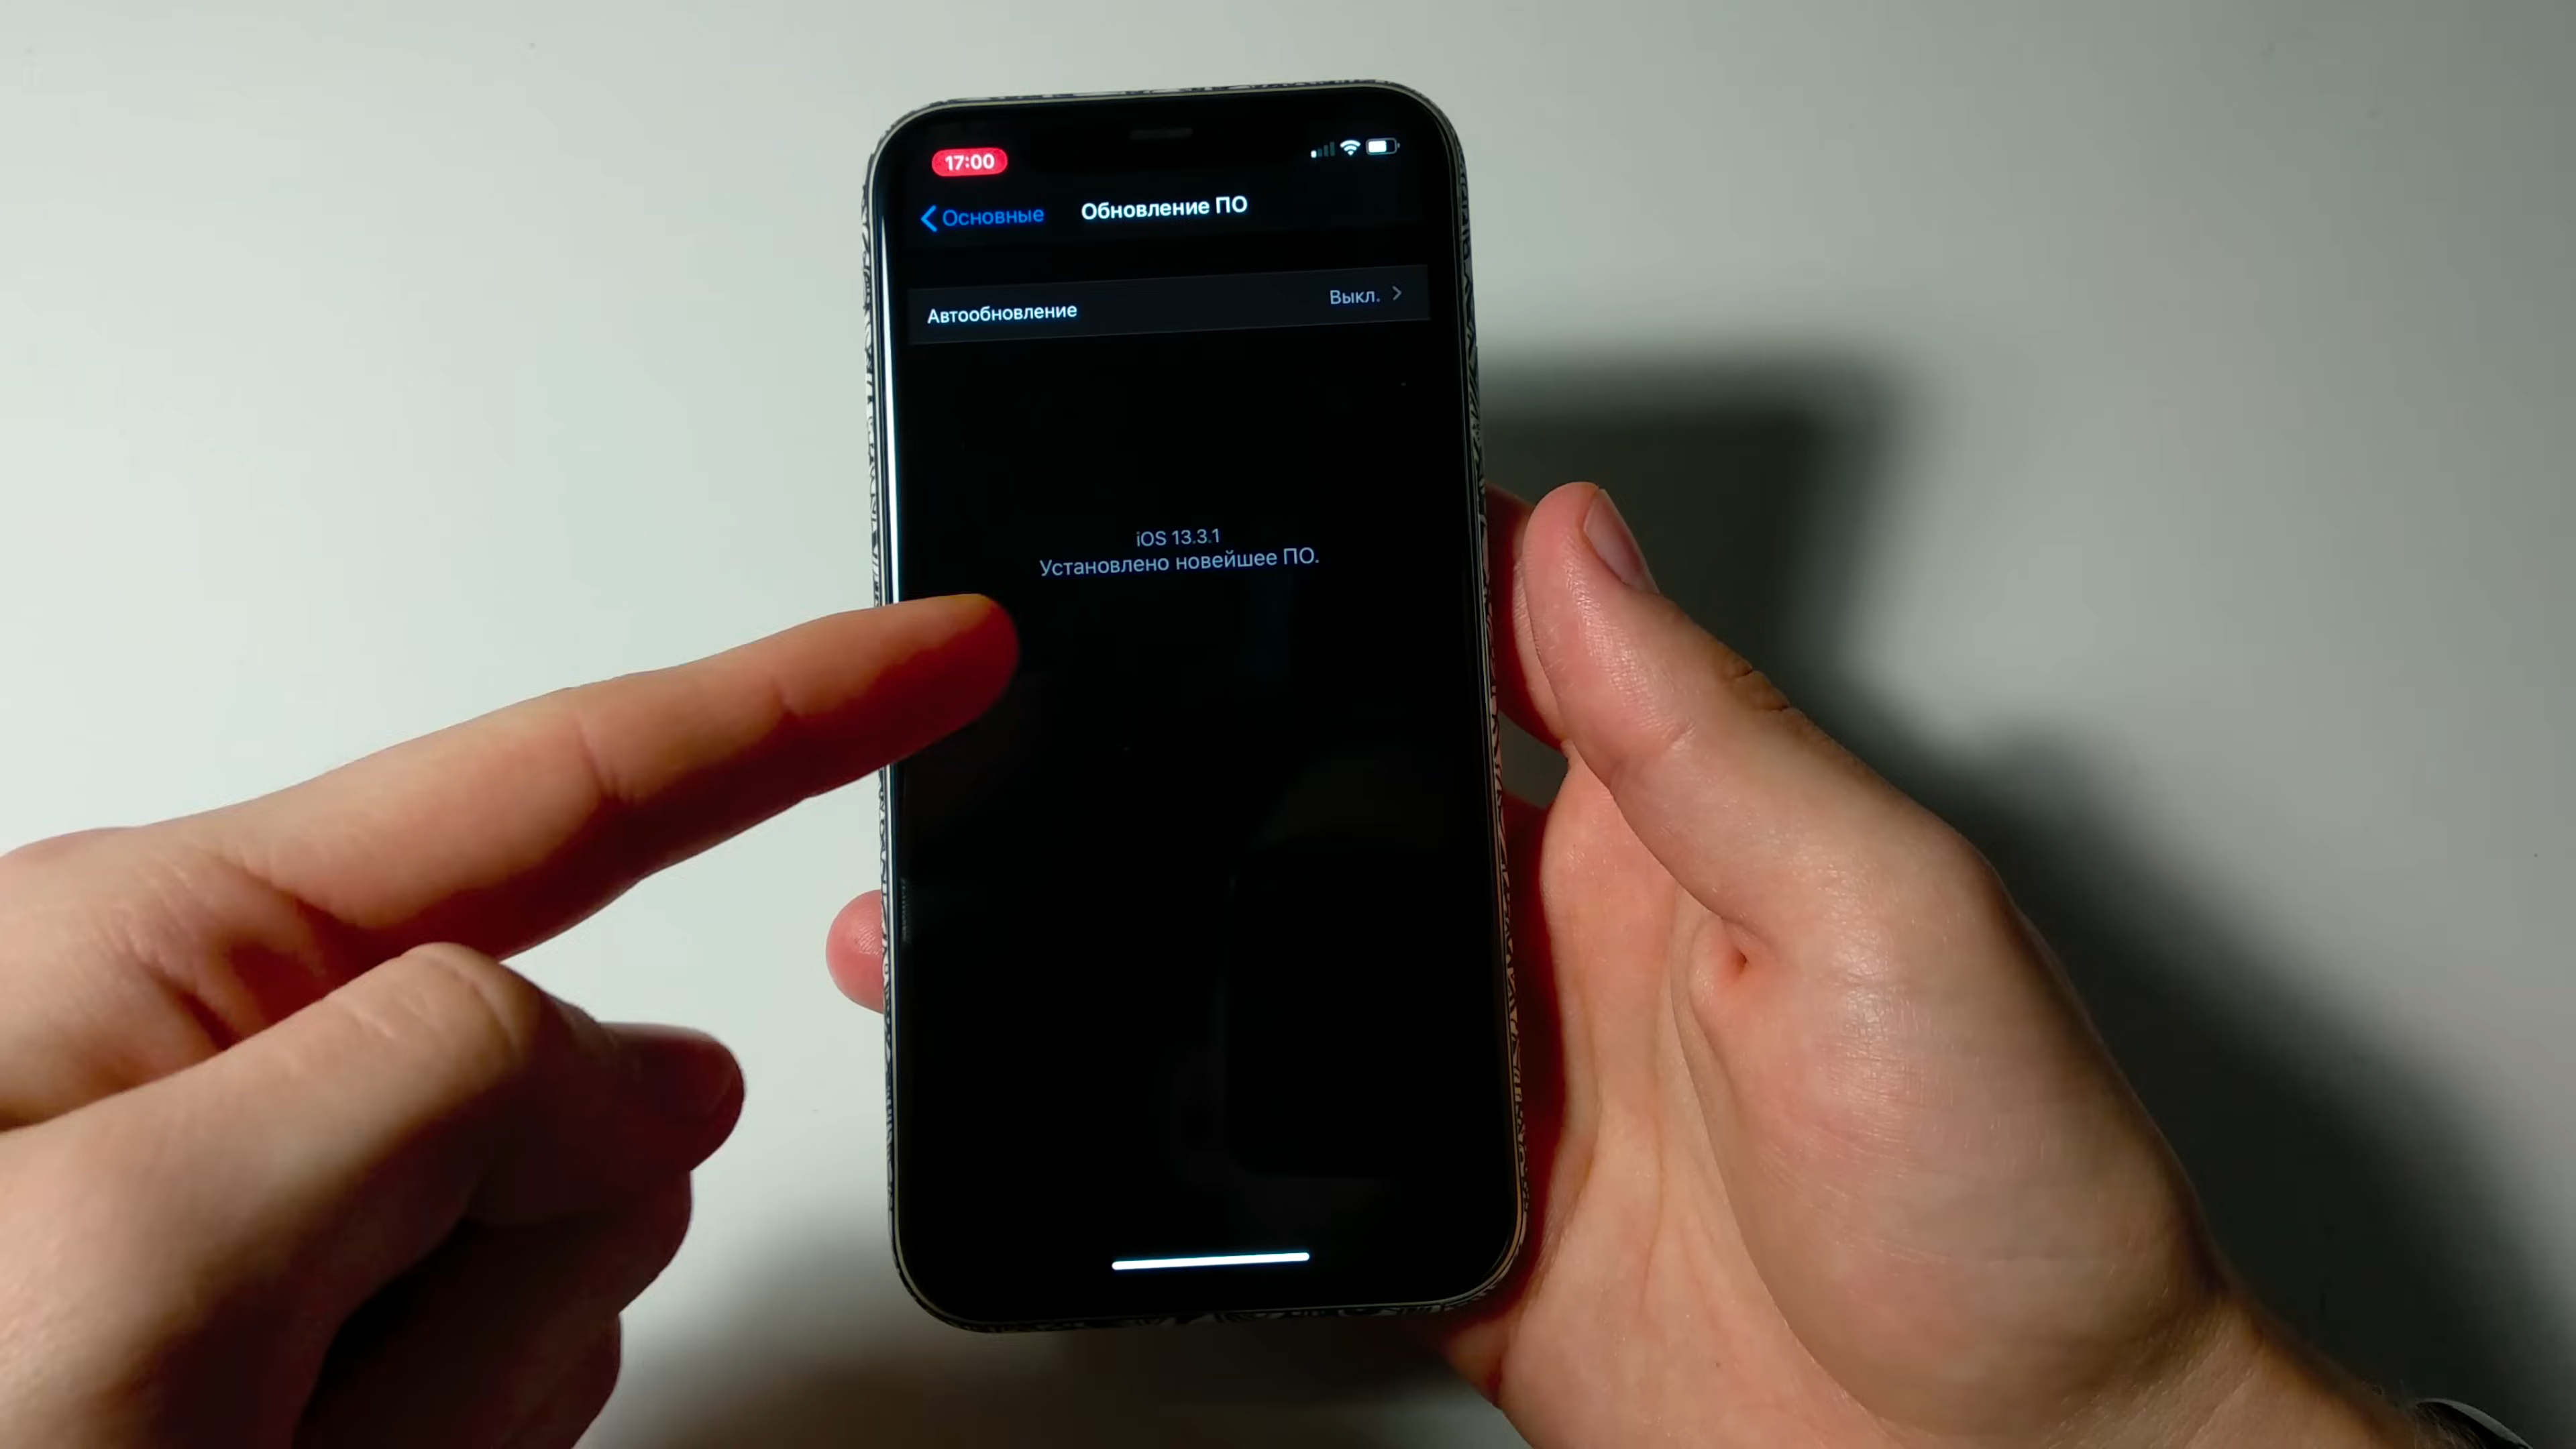 17:00
Основные
Обновление ПО
Автообновление
Выкл.
iOS 13.3.1
Установлено новейшее ПО.